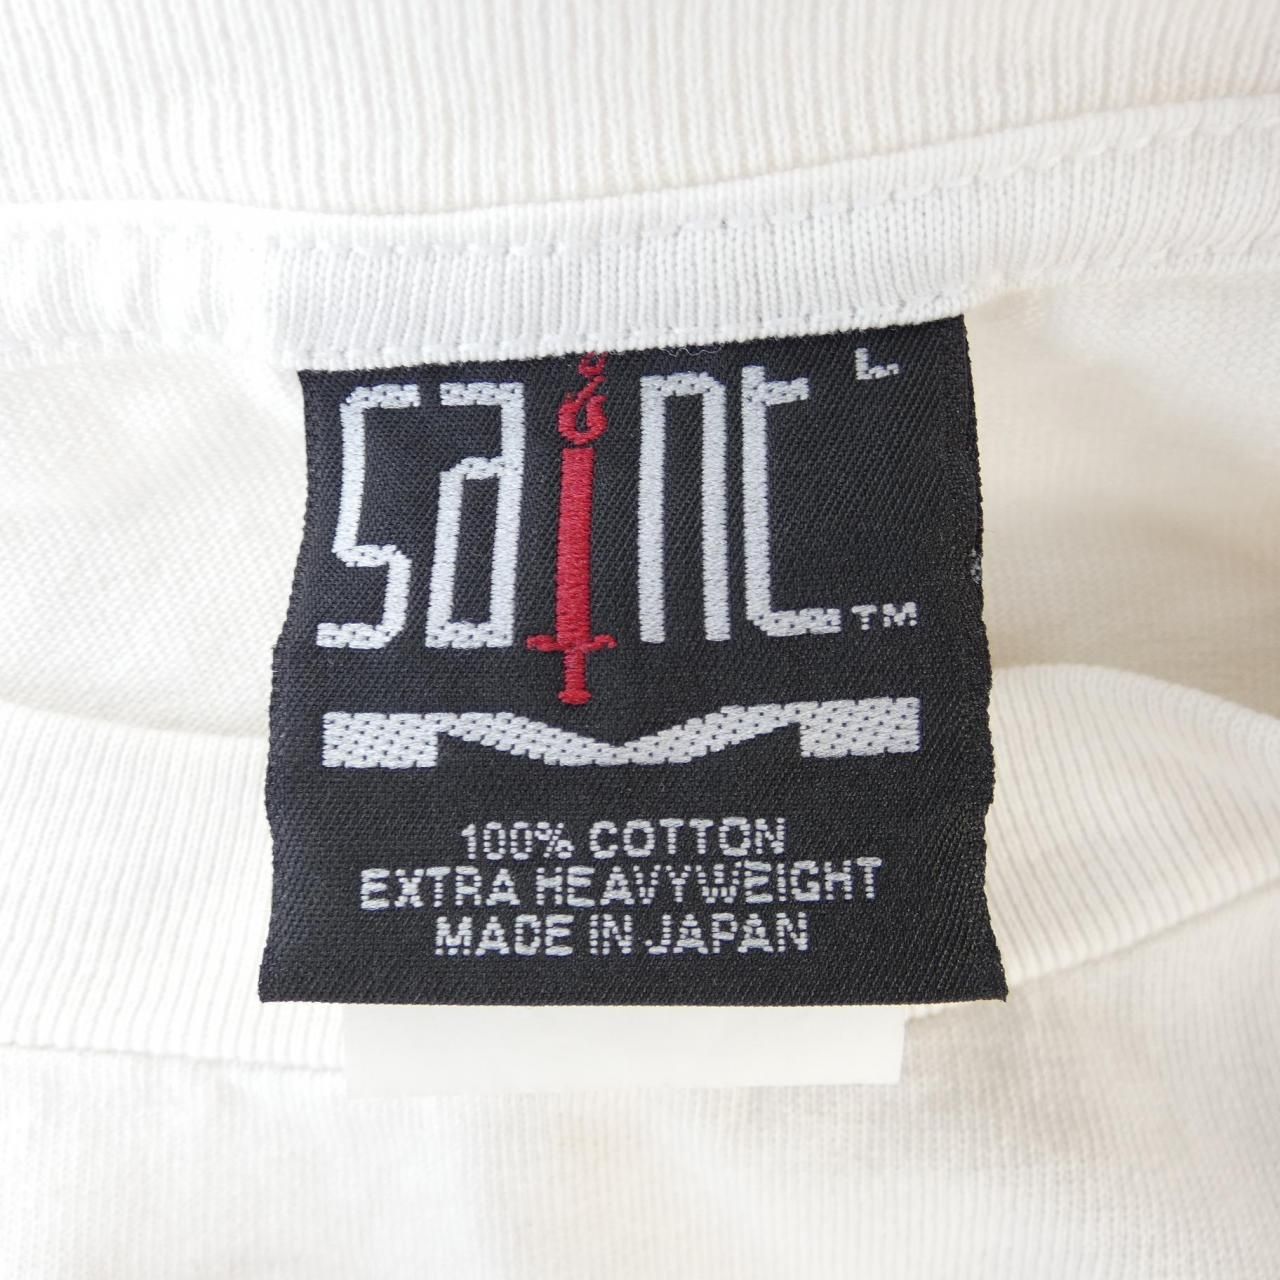 saint L
TM
M
100% COTTON
EXTRA HEAVYWEIGHT
MADE IN JAPAN